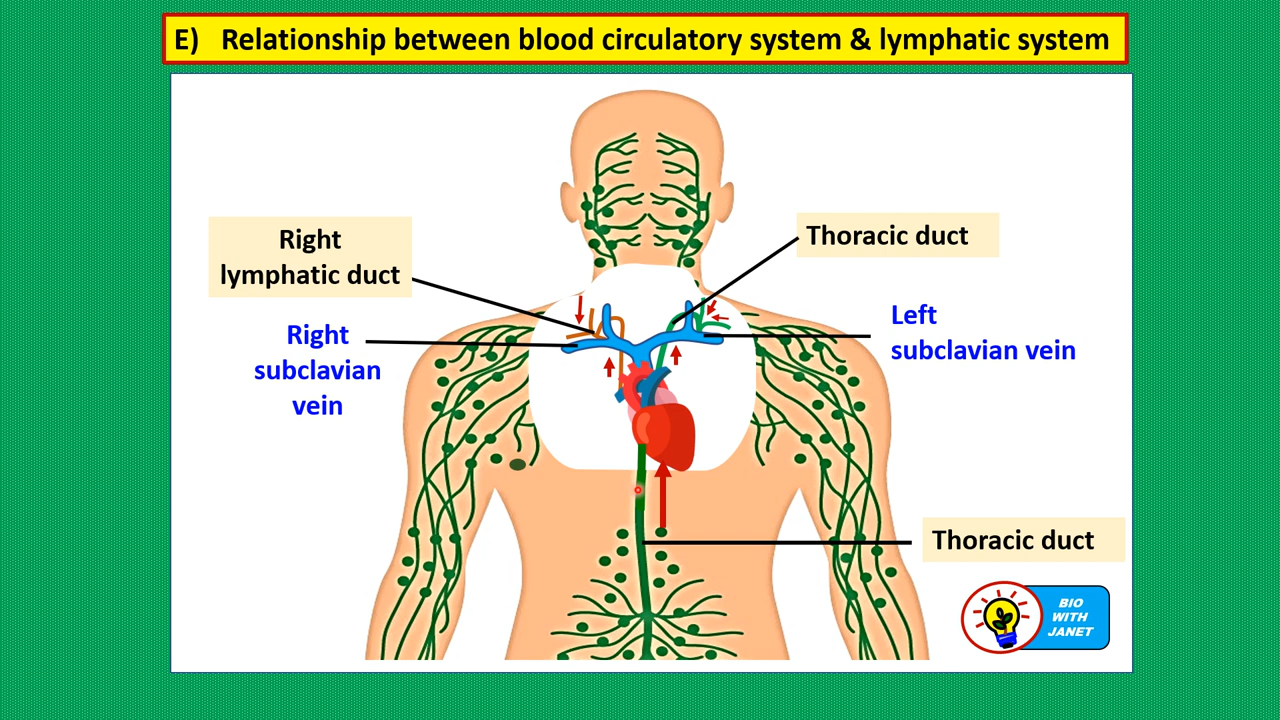 E) Relationship between blood circulatory system & lymphatic system
Right
lymphatic duct
Thoracic duct
Right
subclavian
vein
Left
subclavian vein
Thoracic duct
BIO
WITH
JANET